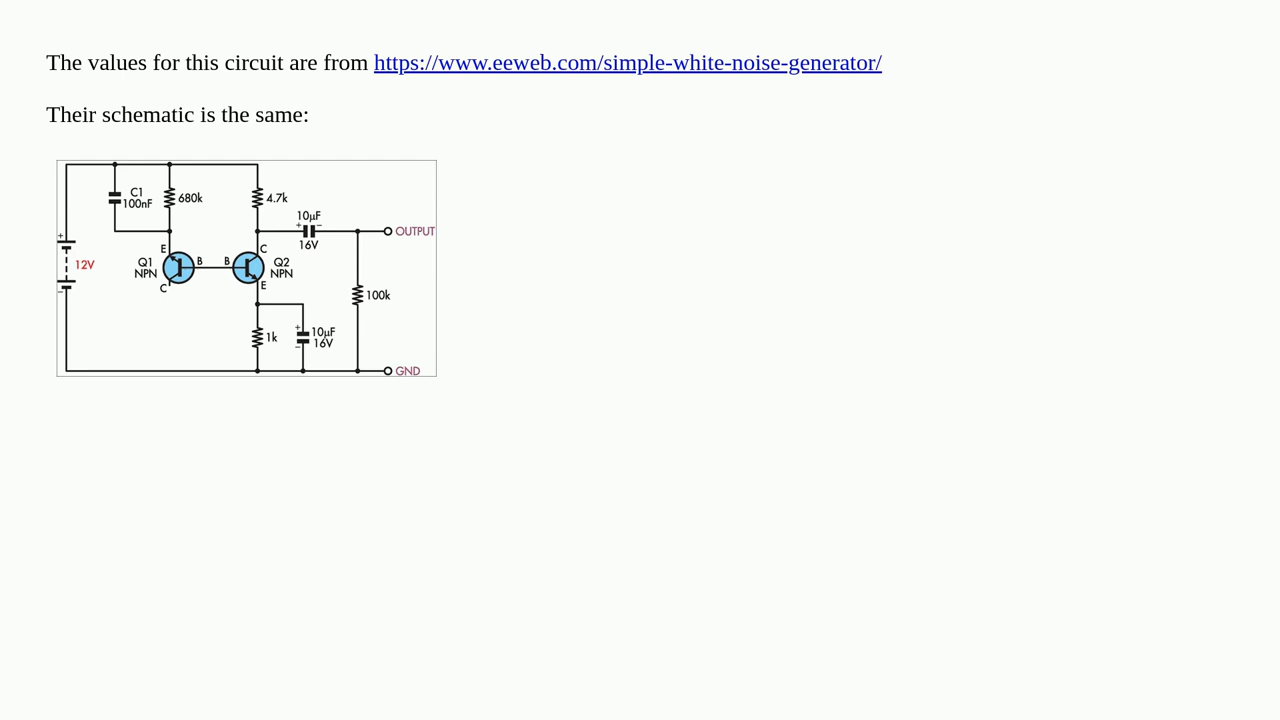 The values for this circuit are from https://www.eeweb.com/simple-white-noise-generator/
Their schematic is the same:
C1
100nF
680k
4.7k
10µF
+ −
16V
OUTPUT
+
12V
−
E
Q1
NPN
C
B
B
C
Q2
NPN
E
100k
1k
+
10µF
16V
−
GND